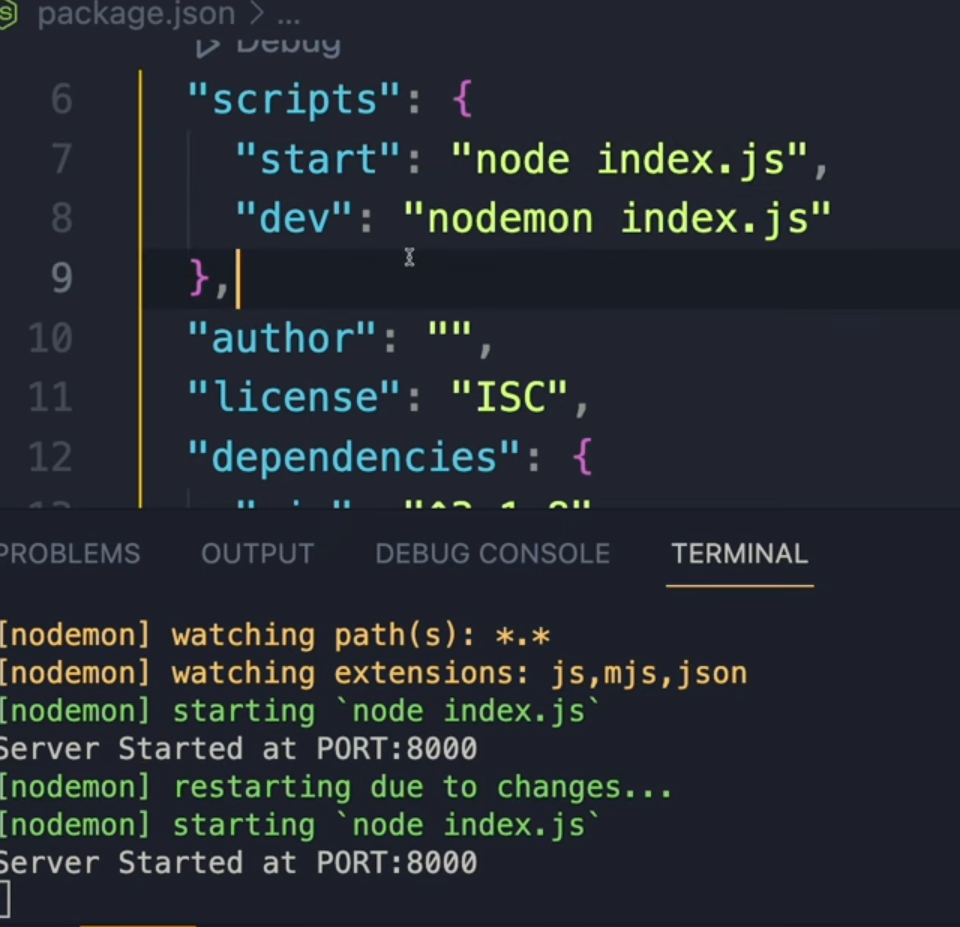 package.json > ...
Debug
6 "scripts": {
7 "start": "node index.js",
8 "dev": "nodemon index.js"
9 },
10 "author": "",
11 "license": "ISC",
12 "dependencies": {
PROBLEMS OUTPUT DEBUG CONSOLE TERMINAL
[nodemon] watching path(s): *.*
[nodemon] watching extensions: js,mjs,json
[nodemon] starting `node index.js`
Server Started at PORT:8000
[nodemon] restarting due to changes...
[nodemon] starting `node index.js`
Server Started at PORT:8000